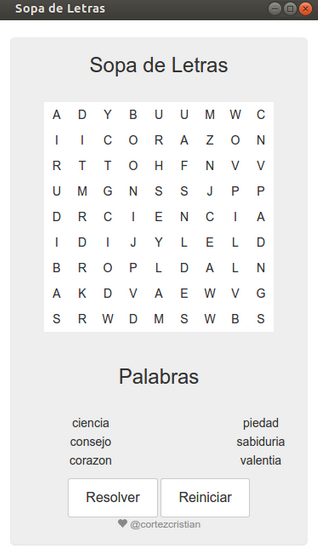 Sopa de Letras
Sopa de Letras
A D Y B U U M W C
I I C O R A Z O N
R T T O H F N V V
U M G N S S J P P
D R C I E N C I A
I D I J Y L E L D
B R O P L D A L N
A K D V A E W V G
S R W D M S W B S
Palabras
ciencia piedad
consejo sabiduria
corazon valentia
Resolver Reiniciar
@cortezcristian